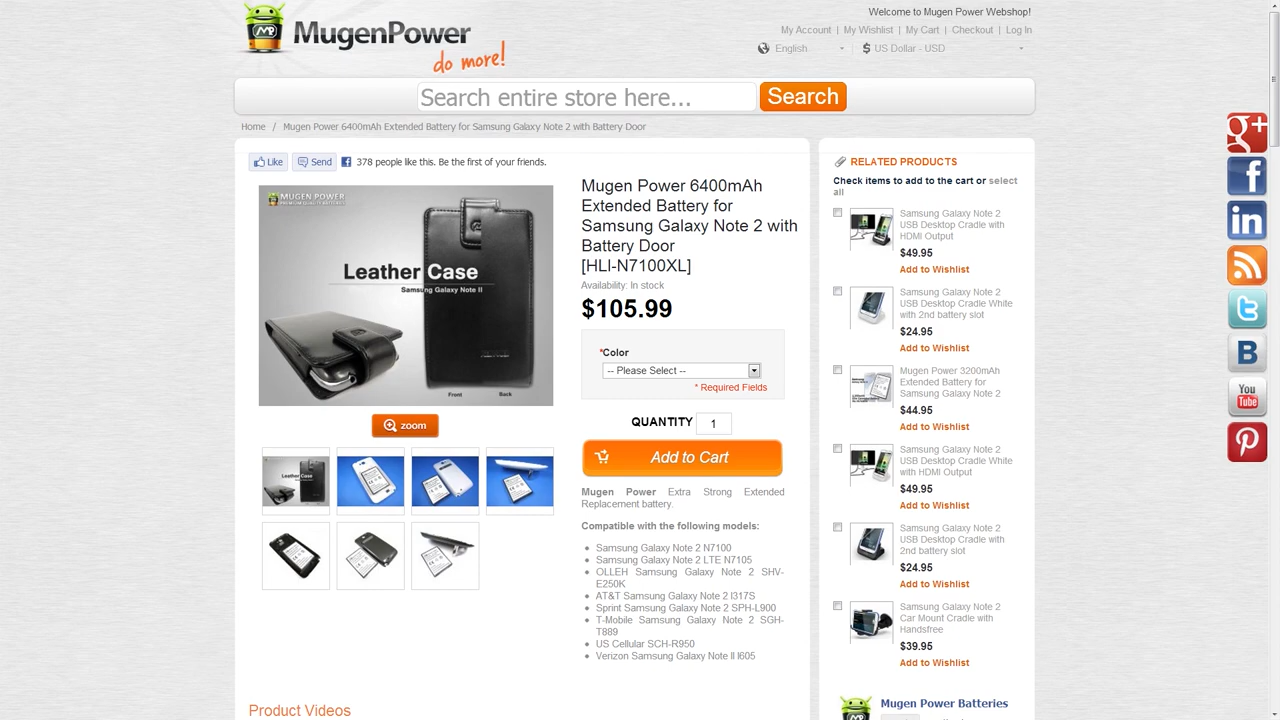 MugenPower
do more!
Welcome to Mugen Power Webshop!
My Account | My Wishlist | My Cart | Checkout | Log In
English
$ US Dollar - USD
Search entire store here...
Search
Home / Mugen Power 6400mAh Extended Battery for Samsung Galaxy Note 2 with Battery Door
Like
Send
378 people like this. Be the first of your friends.
MUGEN POWER
Leather Case
Samsung Galaxy Note II
Front
Back
zoom
Mugen Power 6400mAh
Extended Battery for
Samsung Galaxy Note 2 with
Battery Door
[HLI-N7100XL]
Availability: In stock
$105.99
*Color
-- Please Select --
* Required Fields
QUANTITY 1
Add to Cart
Mugen Power Extra Strong Extended
Replacement battery.
Compatible with the following models:
Samsung Galaxy Note 2 N7100
Samsung Galaxy Note 2 LTE N7105
OLLEH Samsung Galaxy Note 2 SHV-
E250K
AT&T Samsung Galaxy Note 2 I317S
Sprint Samsung Galaxy Note 2 SPH-L900
T-Mobile Samsung Galaxy Note 2 SGH-
T889
US Cellular SCH-R950
Verizon Samsung Galaxy Note II I605
Product Videos
RELATED PRODUCTS
Check items to add to the cart or select
all
Samsung Galaxy Note 2
USB Desktop Cradle with
HDMI Output
$49.95
Add to Wishlist
Samsung Galaxy Note 2
USB Desktop Cradle White
with 2nd battery slot
$24.95
Add to Wishlist
Mugen Power 3200mAh
Extended Battery for
Samsung Galaxy Note 2
$44.95
Add to Wishlist
Samsung Galaxy Note 2
USB Desktop Cradle White
with HDMI Output
$49.95
Add to Wishlist
Samsung Galaxy Note 2
USB Desktop Cradle with
2nd battery slot
$24.95
Add to Wishlist
Samsung Galaxy Note 2
Car Mount Cradle with
Handsfree
$39.95
Add to Wishlist
Mugen Power Batteries
g+
f
in
t
B
You
Tube